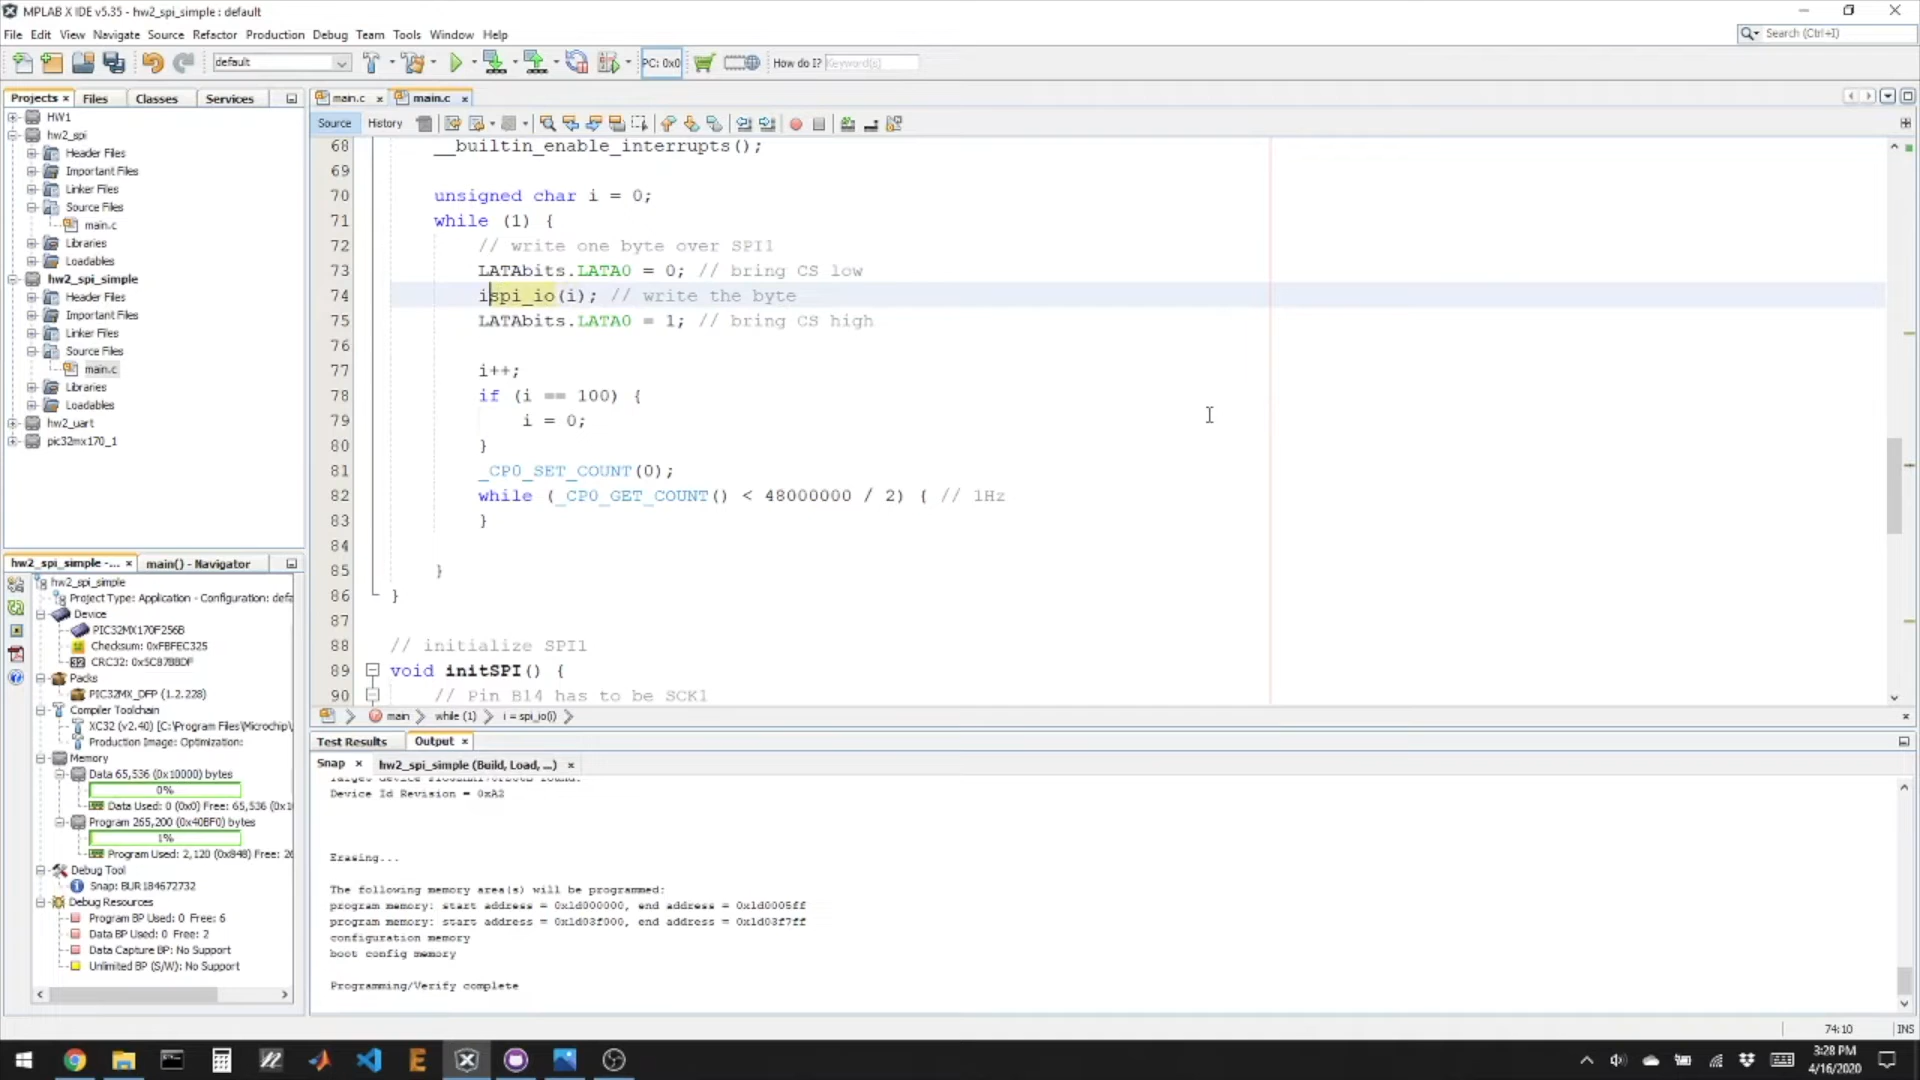 MPLAB X IDE v5.35 - hw2_spi_simple : default
File Edit View Navigate Source Refactor Production Debug Team Tools Window Help
Search (Ctrl+I)
default
PC: 0x0
How do I? Keyword(s)
Projects Files Classes Services
HW1
hw2_spi
Header Files
Important Files
Linker Files
Source Files
main.c
Libraries
Loadables
hw2_spi_simple
Header Files
Important Files
Linker Files
Source Files
main.c
Libraries
Loadables
hw2_uart
pic32mx170_1
hw2_spi_simple -... main() - Navigator
hw2_spi_simple
Project Type: Application - Configuration: defa
Device
PIC32MX170F256B
Checksum: 0xFBFEC325
CRC32: 0x5C87B8DF
Packs
PIC32MX_DFP (1.2.228)
Compiler Toolchain
XC32 (v2.40) [C:\Program Files\Microchip\
Production Image: Optimization:
Memory
Data 65,536 (0x10000) bytes
0%
Data Used: 0 (0x0) Free: 65,536 (0x1
Program 265,200 (0x40BF0) bytes
1%
Program Used: 2,120 (0x848) Free: 26
Debug Tool
Snap: BUR184672732
Debug Resources
Program BP Used: 0 Free: 6
Data BP Used: 0 Free: 2
Data Capture BP: No Support
Unlimited BP (S/W): No Support
main.c main.c
Source History
68 __builtin_enable_interrupts();
69
70 unsigned char i = 0;
71 while (1) {
72 // write one byte over SPI1
73 LATAbits.LATA0 = 0; // bring CS low
74 ispi_io(i); // write the byte
75 LATAbits.LATA0 = 1; // bring CS high
76
77 i++;
78 if (i == 100) {
79 i = 0;
80 }
81 _CP0_SET_COUNT(0);
82 while (_CP0_GET_COUNT() < 48000000 / 2) { // 1Hz
83 }
84
85 }
86 }
87
88 // initialize SPI1
89 void initSPI() {
90 // Pin B14 has to be SCK1
main while (1) i = spi_io(i)
Test Results Output
Snap hw2_spi_simple (Build, Load, ...)
Device Id Revision = 0xA2
Erasing...
The following memory area(s) will be programmed:
program memory: start address = 0x1d000000, end address = 0x1d0005ff
program memory: start address = 0x1d03f000, end address = 0x1d03f7ff
configuration memory
boot config memory
Programming/Verify complete
74:10 INS
3:28 PM
4/16/2020